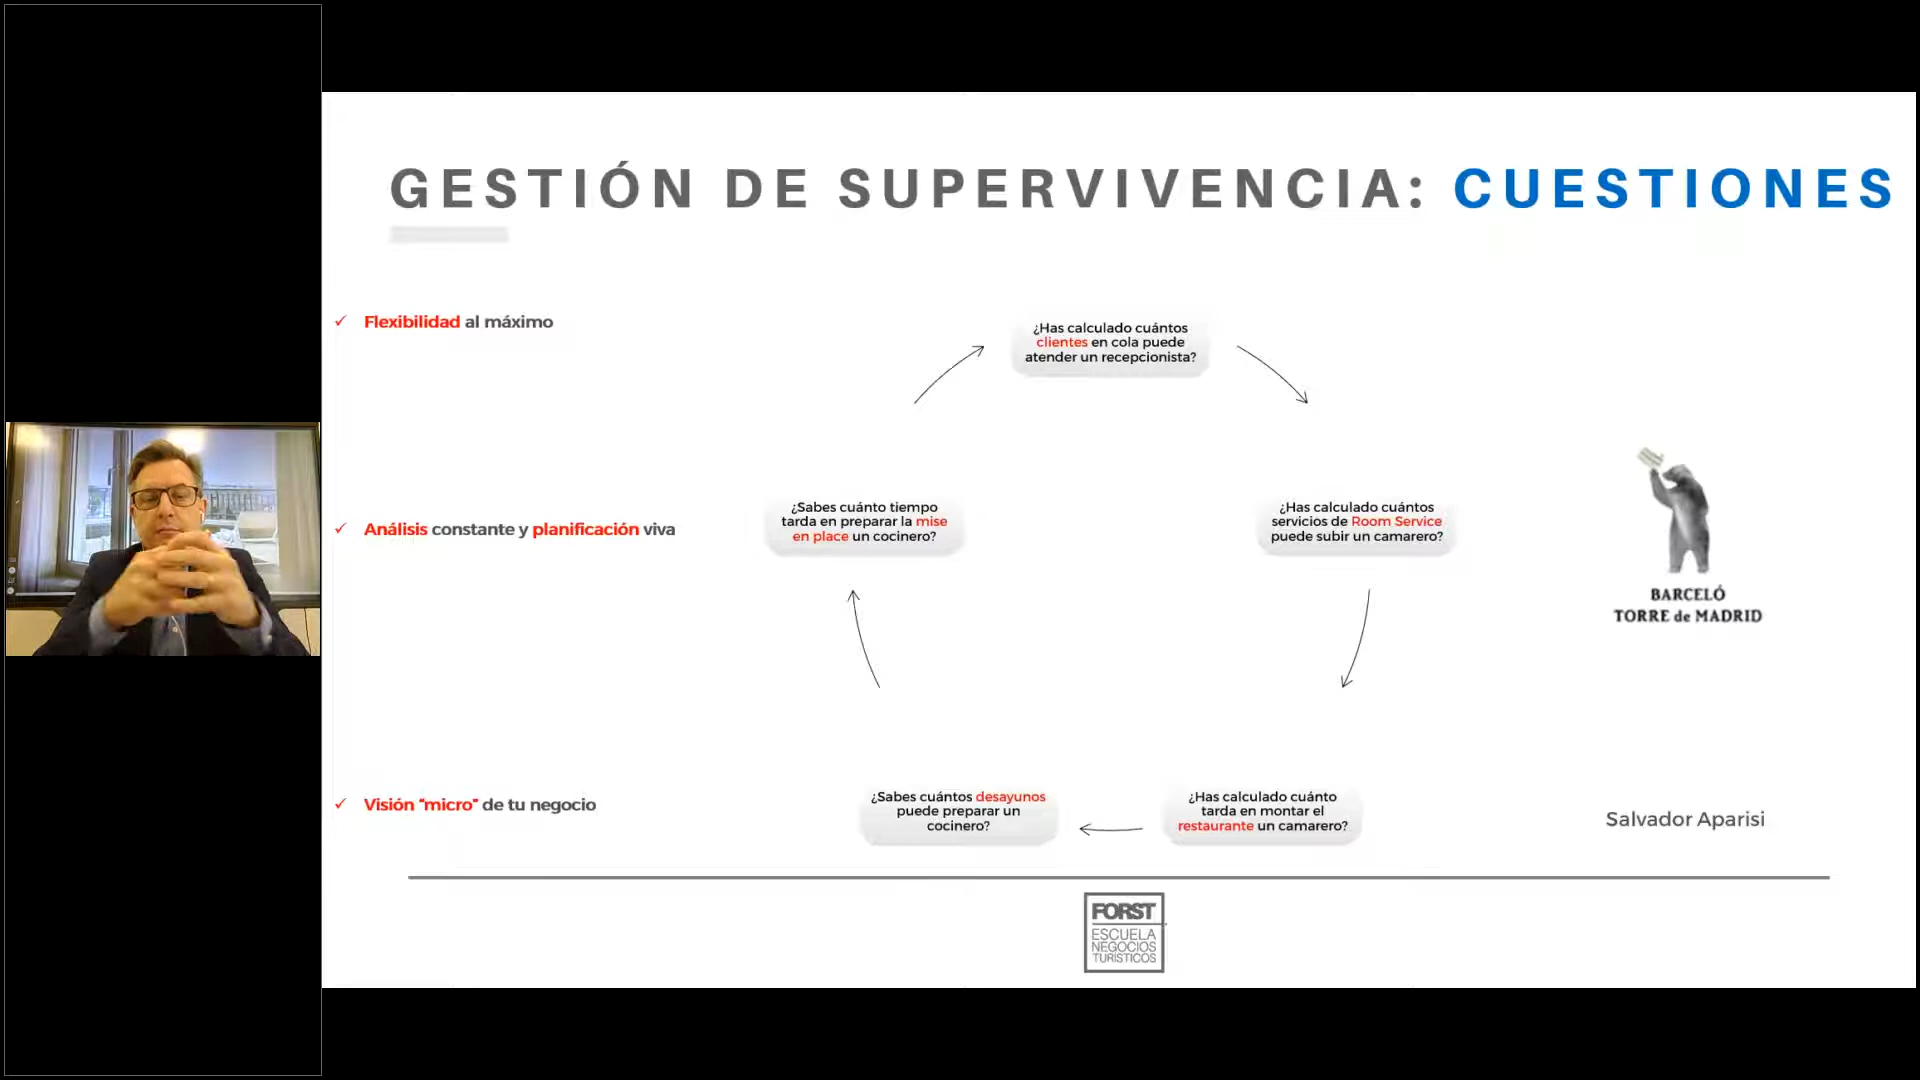 GESTIÓN DE SUPERVIVENCIA: CUESTIONES
✓ Flexibilidad al máximo
✓ Análisis constante y planificación viva
✓ Visión “micro” de tu negocio
¿Has calculado cuántos
clientes en cola puede
atender un recepcionista?
¿Has calculado cuántos
servicios de Room Service
puede subir un camarero?
¿Has calculado cuánto
tarda en montar el
restaurante un camarero?
¿Sabes cuántos desayunos
puede preparar un
cocinero?
¿Sabes cuánto tiempo
tarda en preparar la mise
en place un cocinero?
BARCELÓ
TORRE de MADRID
Salvador Aparisi
FORST
ESCUELA
NEGOCIOS
TURÍSTICOS